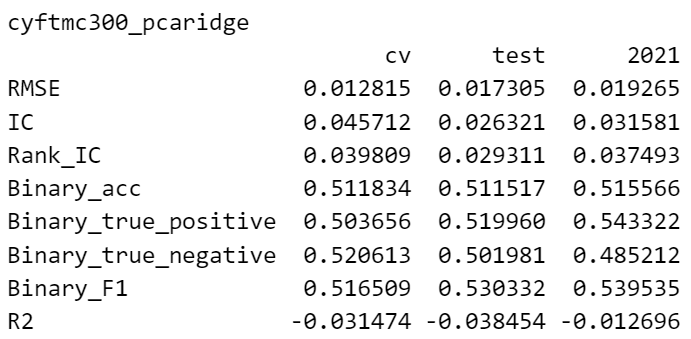 cyftmc300_pcaridge
cv test 2021
RMSE 0.012815 0.017305 0.019265
IC 0.045712 0.026321 0.031581
Rank_IC 0.039809 0.029311 0.037493
Binary_acc 0.511834 0.511517 0.515566
Binary_true_positive 0.503656 0.519960 0.543322
Binary_true_negative 0.520613 0.501981 0.485212
Binary_F1 0.516509 0.530332 0.539535
R2 -0.031474 -0.038454 -0.012696